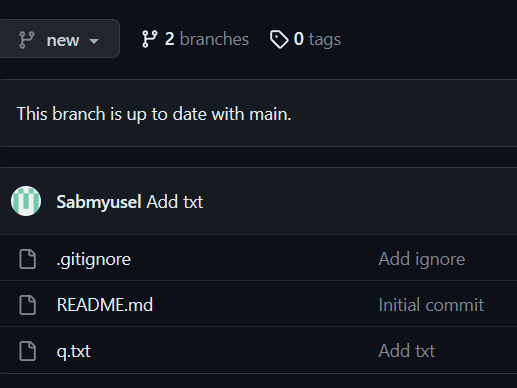 new 2 branches 0 tags
This branch is up to date with main.
Sabmyusel Add txt
.gitignore Add ignore
README.md Initial commit
q.txt Add txt